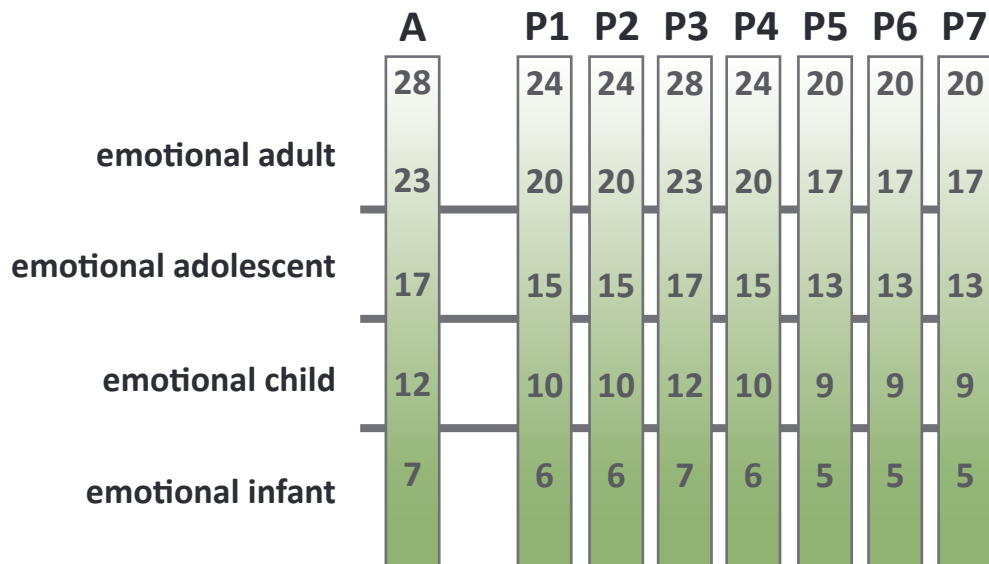 A P1 P2 P3 P4 P5 P6 P7
28 24 24 28 24 20 20 20
emotional adult
23 20 20 23 20 17 17 17
emotional adolescent
17 15 15 17 15 13 13 13
emotional child
12 10 10 12 10 9 9 9
7 6 6 7 6 5 5 5
emotional infant